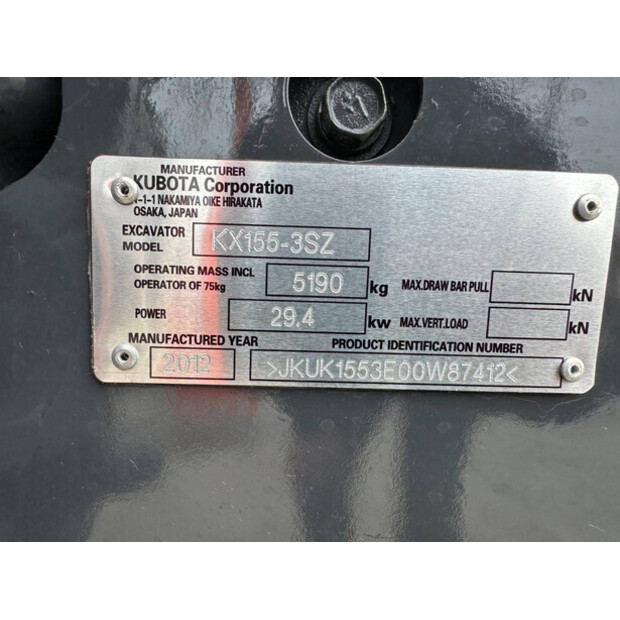 MANUFACTURER
KUBOTA Corporation
1-1-1 NAKAMIYA OIKE HIRAKATA
OSAKA, JAPAN
EXCAVATOR MODEL KX155-3SZ
OPERATING MASS INCL OPERATOR OF 75kg 5190 kg MAX.DRAW BAR PULL kN
POWER 29.4 kw MAX.VERT.LOAD kN
MANUFACTURED YEAR PRODUCT IDENTIFICATION NUMBER
2012 >JKUK1553E00W87412<